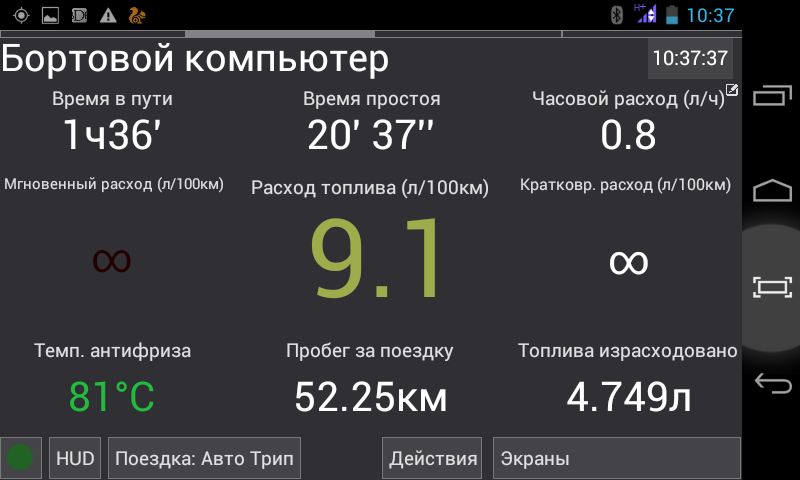 H+ 10:37
Бортовой компьютер 10:37:37
Время в пути Время простоя Часовой расход (л/ч)
1ч36' 20' 37'' 0.8
Мгновенный расход (л/100км) Расход топлива (л/100км) Кратковр. расход (л/100км)
∞ 9.1 ∞
Темп. антифриза Пробег за поездку Топлива израсходовано
81°C 52.25км 4.749л
HUD Поездка: Авто Трип Действия Экраны